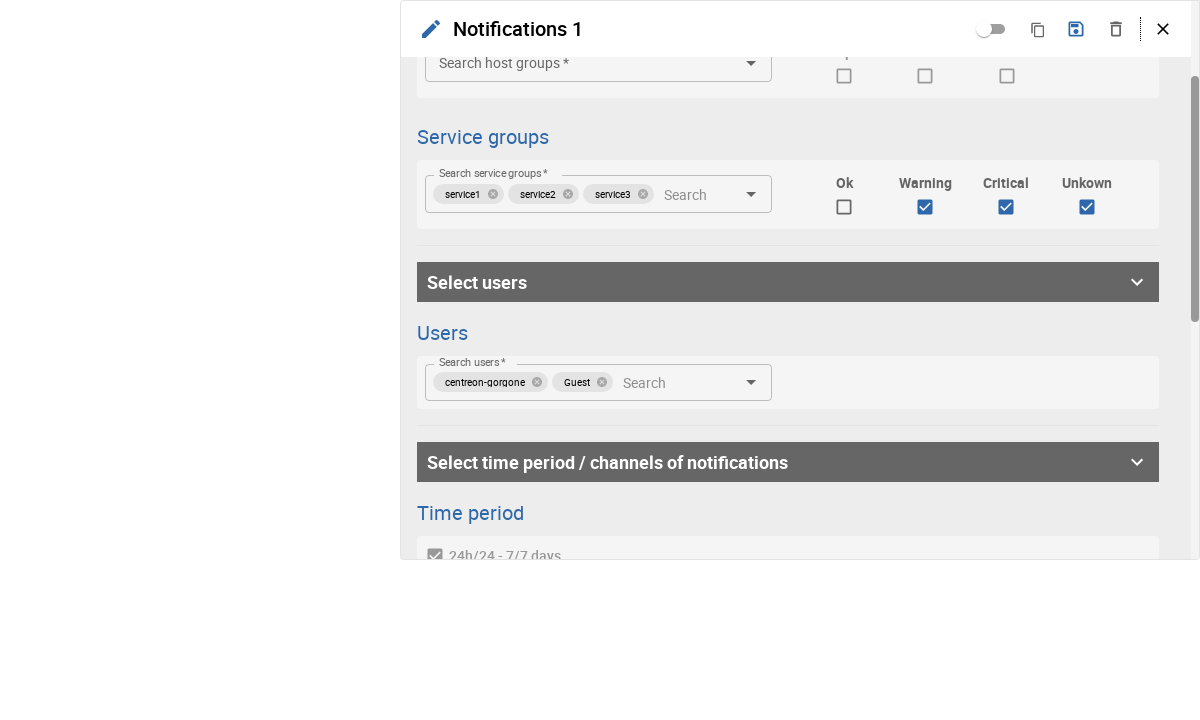 Notifications 1
Search host groups *
Service groups
Search service groups *
service1 service2 service3 Search
Ok Warning Critical Unkown
Select users
Users
Search users *
centreon-gorgone Guest Search
Select time period / channels of notifications
Time period
24h/24 - 7/7 days